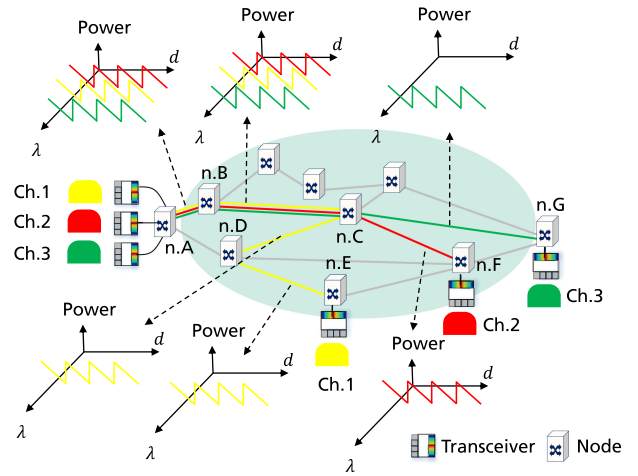 Power
d
λ
Power
d
λ
Power
d
λ
n.B
n.G
Ch.1
Ch.2
Ch.3
n.A
n.D
n.C
n.E
n.F
Ch.3
Ch.2
Ch.1
Power
d
λ
Power
d
λ
Power
d
λ
Transceiver
Node